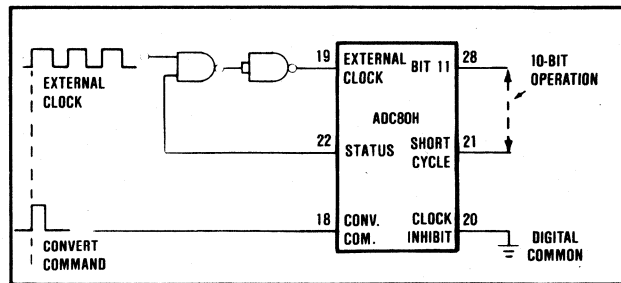 EXTERNAL
CLOCK
19
EXTERNAL
CLOCK
BIT 11
28
10-BIT
OPERATION
ADC80H
22
STATUS
SHORT
CYCLE
21
CONVERT
COMMAND
18
CONV.
COM.
CLOCK
INHIBIT
20
DIGITAL
COMMON